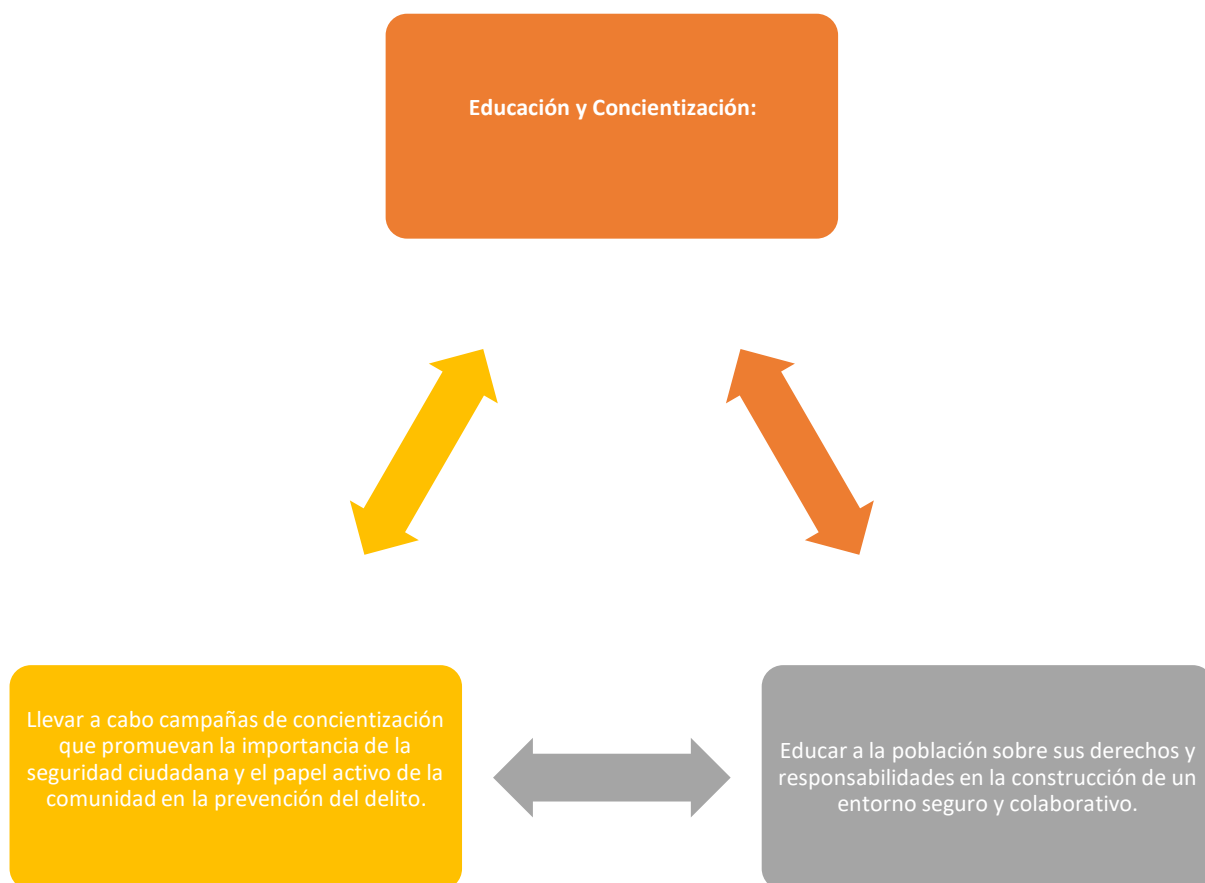 Educación y Concientización:
Llevar a cabo campañas de concientización
que promuevan la importancia de la
seguridad ciudadana y el papel activo de la
comunidad en la prevención del delito.
Educar a la población sobre sus derechos y
responsabilidades en la construcción de un
entorno seguro y colaborativo.